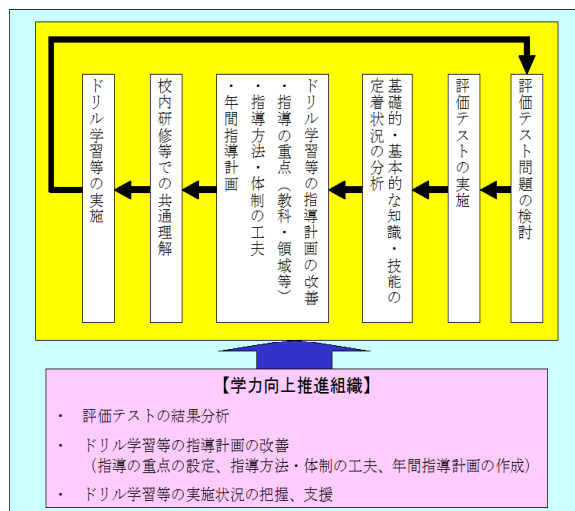 評価テスト問題の検討
評価テストの実施
基礎的・基本的な知識・技能の
定着状況の分析
ドリル学習等の指導計画の改善
・指導の重点（教科・領域等）
・指導方法・体制の工夫
・年間指導計画
校内研修等での共通理解
ドリル学習等の実施
【学力向上推進組織】
・ 評価テストの結果分析
・ ドリル学習等の指導計画の改善
（指導の重点の設定、指導方法・体制の工夫、年間指導計画の作成）
・ ドリル学習等の実施状況の把握、支援